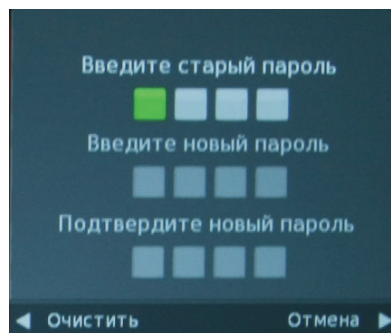 Введите старый пароль
Введите новый пароль
Подтвердите новый пароль
Очистить Отмена